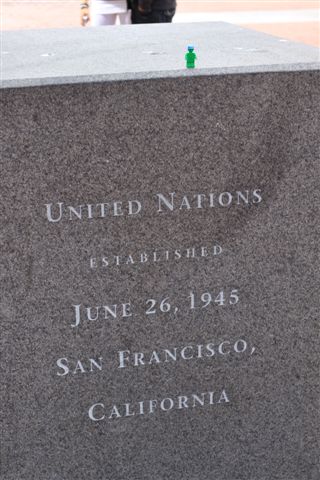 United Nations
established
June 26, 1945
San Francisco,
California